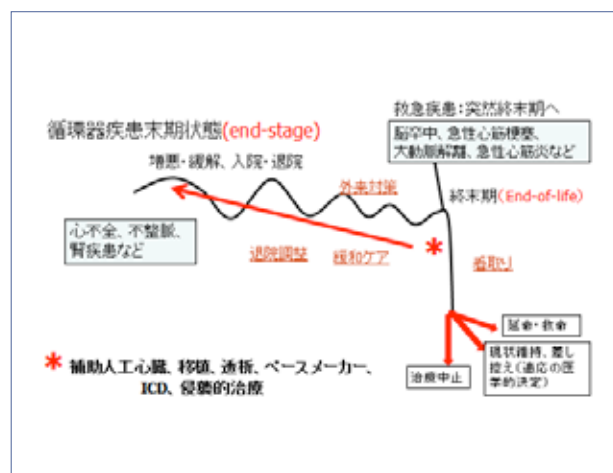 救急疾患:突然終末期へ
脳卒中、急性心筋梗塞、
大動脈解離、急性心筋炎など
循環器疾患末期状態(end-stage)
増悪・緩解、入院・退院
外来対策
終末期(End-of-life)
心不全、不整脈、
腎疾患など
退院調整
緩和ケア
*
看取り
延命・救命
現状維持、差し
控え(適応の医
学的決定)
治療中止
* 補助人工心臓、移植、透析、ペースメーカー、
ICD、侵襲的治療